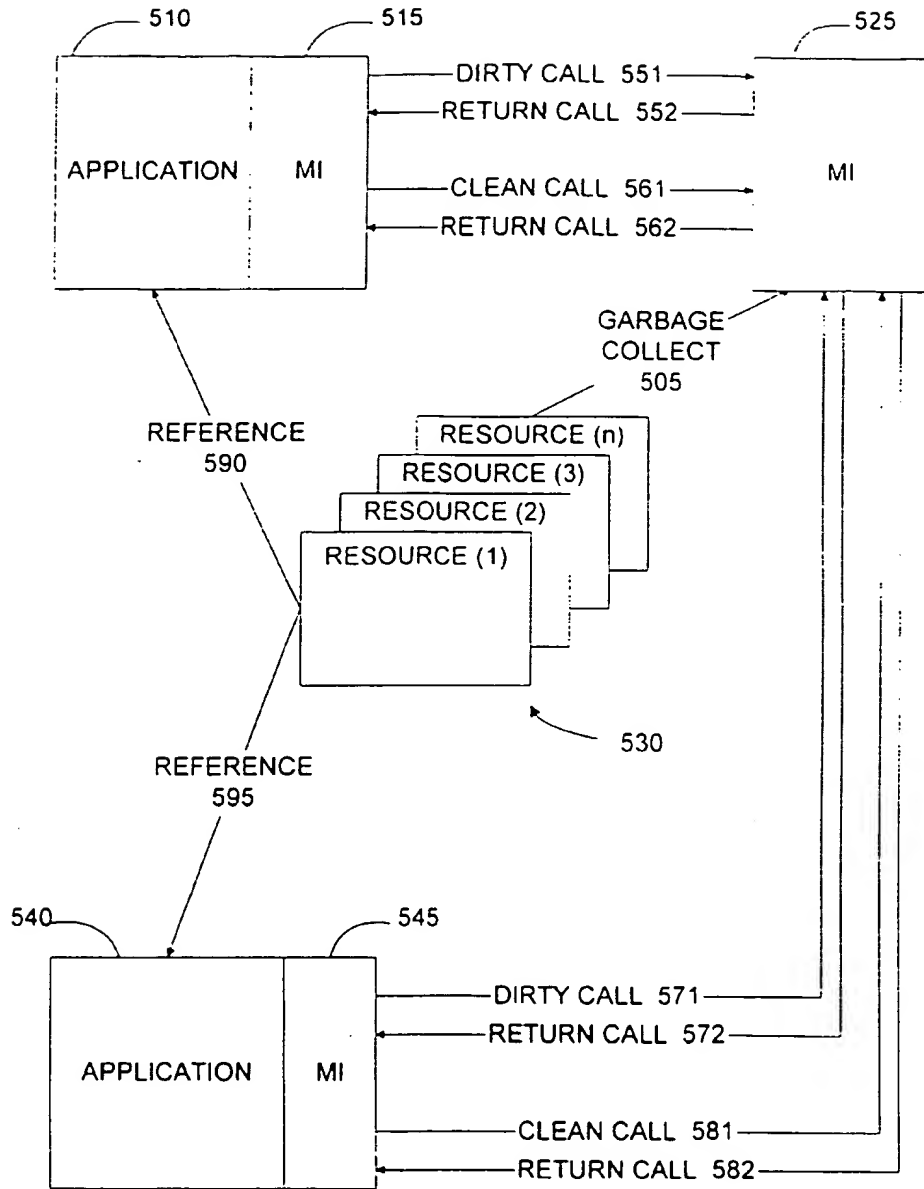 510
515
525
DIRTY CALL 551
RETURN CALL 552
APPLICATION
MI
CLEAN CALL 561
RETURN CALL 562
MI
GARBAGE
COLLECT
505
REFERENCE
590
RESOURCE (n)
RESOURCE (3)
RESOURCE (2)
RESOURCE (1)
530
REFERENCE
595
540
545
DIRTY CALL 571
RETURN CALL 572
APPLICATION
MI
CLEAN CALL 581
RETURN CALL 582